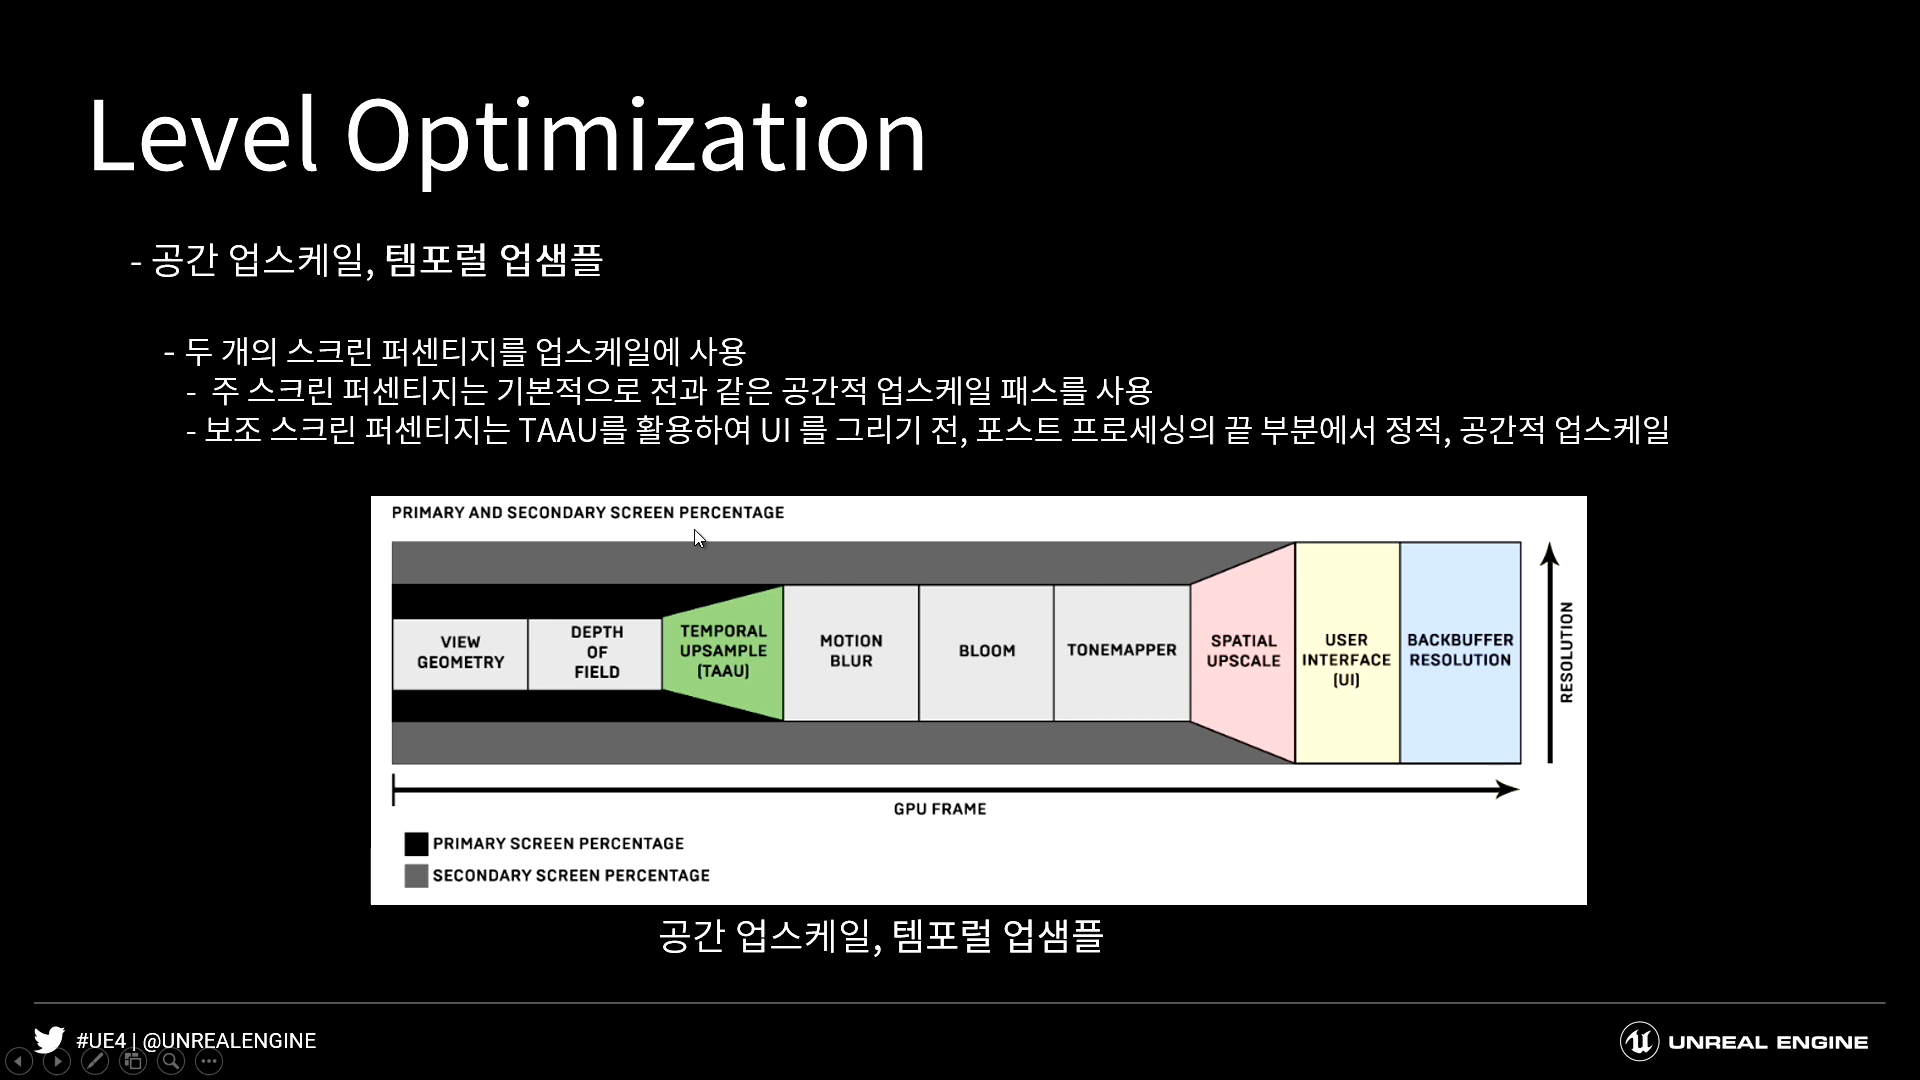 Level Optimization
- 공간 업스케일, 템포럴 업샘플
- 두 개의 스크린 퍼센티지를 업스케일에 사용
- 주 스크린 퍼센티지는 기본적으로 전과 같은 공간적 업스케일 패스를 사용
- 보조 스크린 퍼센티지는 TAAU를 활용하여 UI 를 그리기 전, 포스트 프로세싱의 끝 부분에서 정적, 공간적 업스케일
PRIMARY AND SECONDARY SCREEN PERCENTAGE
VIEW
GEOMETRY
DEPTH
OF
FIELD
TEMPORAL
UPSAMPLE
(TAAU)
MOTION
BLUR
BLOOM
TONEMAPPER
SPATIAL
UPSCALE
USER
INTERFACE
(UI)
BACKBUFFER
RESOLUTION
RESOLUTION
GPU FRAME
PRIMARY SCREEN PERCENTAGE
SECONDARY SCREEN PERCENTAGE
공간 업스케일, 템포럴 업샘플
#UE4 | @UNREALENGINE
UNREAL ENGINE